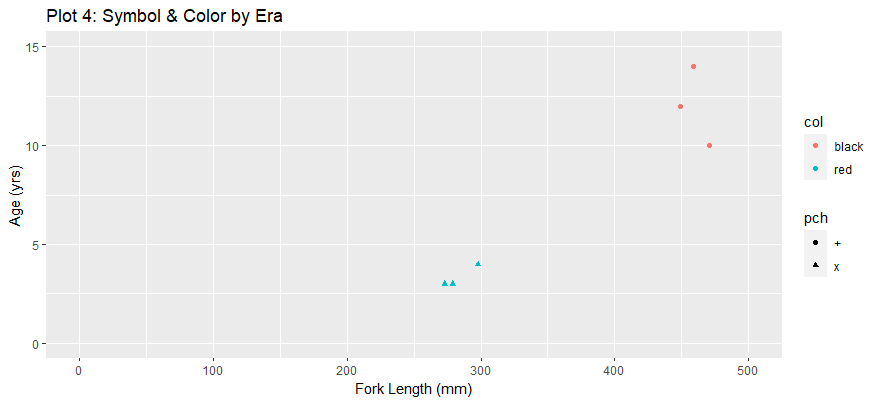 Plot 4: Symbol & Color by Era
15
10
5
0
Age (yrs)
0 100 200 300 400 500
Fork Length (mm)
col
black
red
pch
+
x